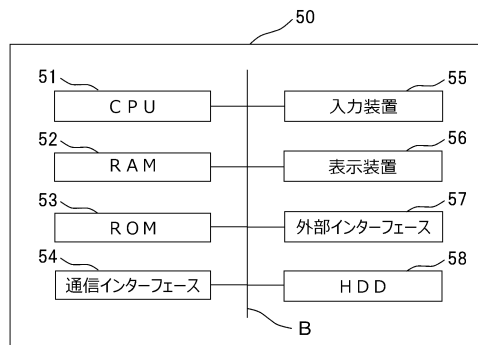 50
51
CPU
55
入力装置
52
RAM
56
表示装置
53
ROM
57
外部インターフェース
54
通信インターフェース
58
HDD
B